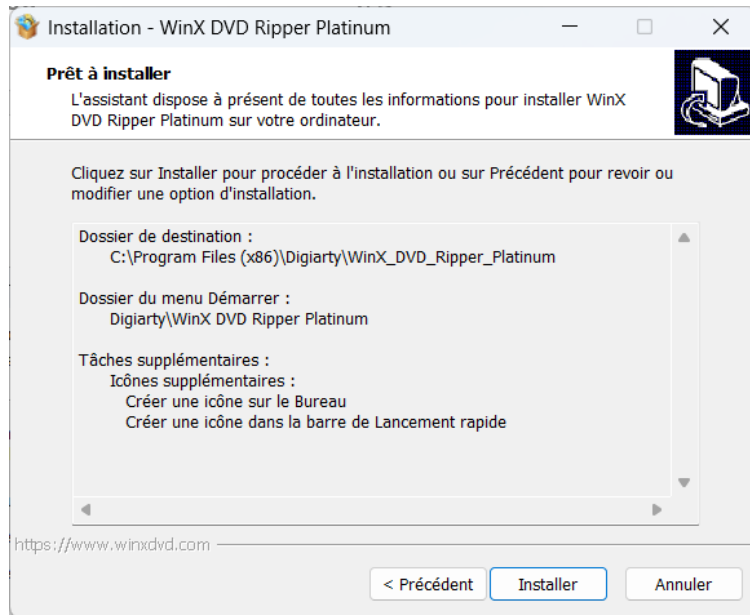 Installation - WinX DVD Ripper Platinum
Prêt à installer
L'assistant dispose à présent de toutes les informations pour installer WinX
DVD Ripper Platinum sur votre ordinateur.
Cliquez sur Installer pour procéder à l'installation ou sur Précédent pour revoir ou
modifier une option d'installation.
Dossier de destination :
C:\Program Files (x86)\Digiarty\WinX_DVD_Ripper_Platinum
Dossier du menu Démarrer :
Digiarty\WinX DVD Ripper Platinum
Tâches supplémentaires :
Icônes supplémentaires :
Créer une icône sur le Bureau
Créer une icône dans la barre de Lancement rapide
https://www.winxdvd.com
< Précédent
Installer
Annuler